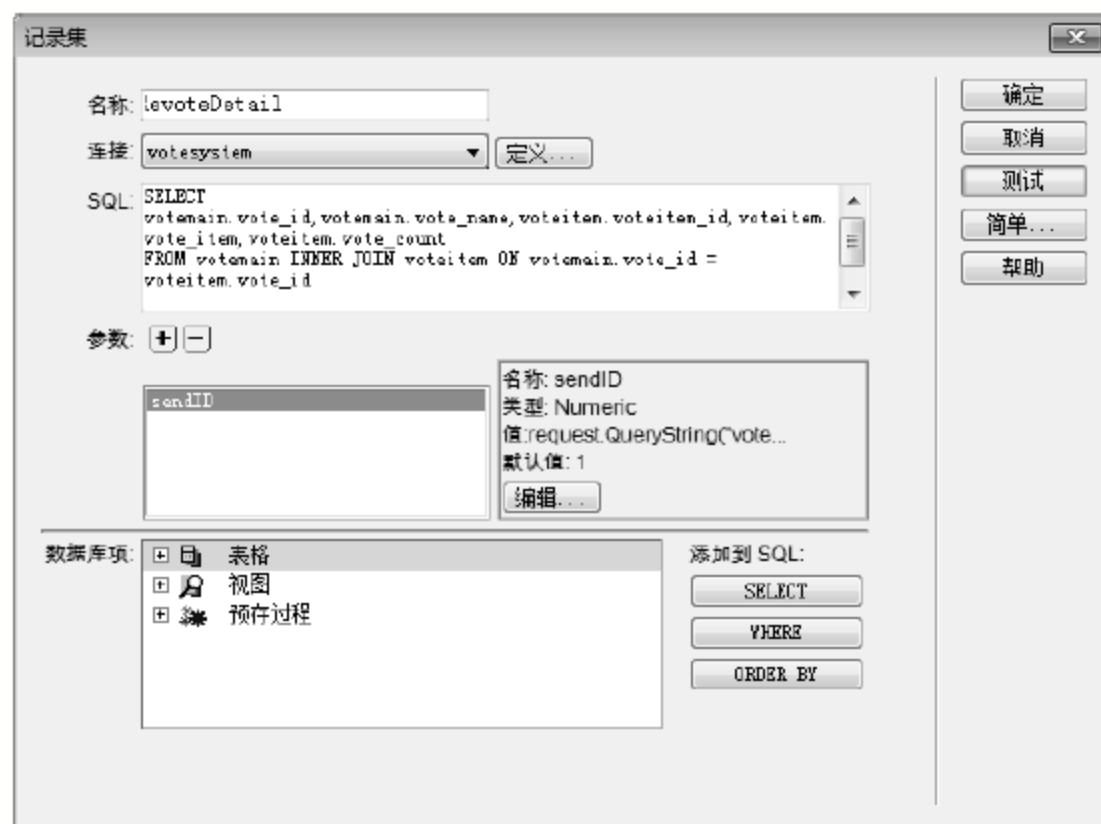 记录集
名称: levoteDetail
连接: votesystem 定义...
SQL: SELECT
votemain.vote_id,votemain.vote_name,voteitem.voteitem_id,voteitem.
vote_item,voteitem.vote_count
FROM votemain INNER JOIN voteitem ON votemain.vote_id =
voteitem.vote_id
参数:
sendID
名称: sendID
类型: Numeric
值:request.QueryString("vote...
默认值: 1
编辑...
数据库项:
表格
视图
预存过程
添加到 SQL:
SELECT
WHERE
ORDER BY
确定
取消
测试
简单...
帮助